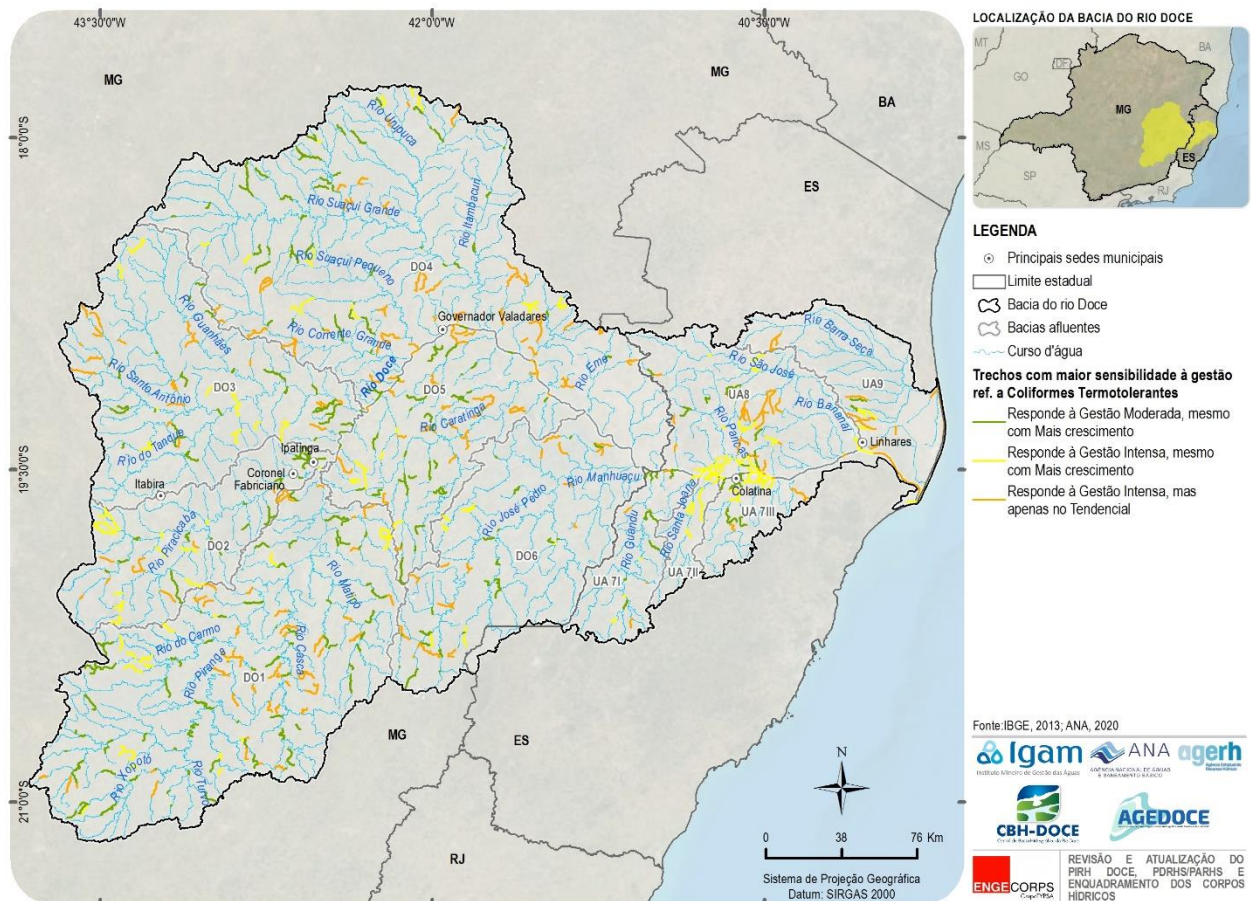 43°30'0"W
42°0'0"W
40°30'0"W
18°0'0"S
19°30'0"S
21°0'0"S
MG
MG
BA
ES
MG
ES
RJ
Rio Urupuca
Rio Suaçuí Grande
Rio Itambacuri
Rio Suaçuí Pequeno
DO4
Governador Valadares
Rio Corrente Grande
Rio Guanhães
Rio Doce
Rio Eme
Rio Barra Seca
Rio São José
UA9
Rio Santo Antônio
DO3
DO5
UA8
Rio Bananal
Rio Caratinga
Rio Pancas
Linhares
Rio do Tanque
Ipatinga
Coronel
Fabriciano
Itabira
Rio Manhuaçu
Colatina
Rio José Pedro
Rio Santa Joana
UA 7III
Rio Piracicaba
DO2
DO6
Rio Guandu
UA 7II
UA 7I
Rio Matipó
Rio do Carmo
Rio Casca
Rio Piranga
DO1
Rio Xopotó
Rio Turvo
N
0 38 76 Km
Sistema de Projeção Geográfica
Datum: SIRGAS 2000
LOCALIZAÇÃO DA BACIA DO RIO DOCE
MT
BA
GO
DF
MG
MS
ES
SP
RJ
LEGENDA
Principais sedes municipais
Limite estadual
Bacia do rio Doce
Bacias afluentes
Curso d'água
Trechos com maior sensibilidade à gestão
ref. a Coliformes Termotolerantes
Responde à Gestão Moderada, mesmo
com Mais crescimento
Responde à Gestão Intensa, mesmo
com Mais crescimento
Responde à Gestão Intensa, mas
apenas no Tendencial
Fonte:IBGE, 2013; ANA, 2020
Igam
Instituto Mineiro de Gestão das Águas
ANA
AGÊNCIA NACIONAL DE ÁGUAS
E SANEAMENTO BÁSICO
agerh
CBH-DOCE
AGEDOCE
ENGECORPS
REVISÃO E ATUALIZAÇÃO DO
PIRH DOCE, PDRHS/PARHS E
ENQUADRAMENTO DOS CORPOS
HÍDRICOS